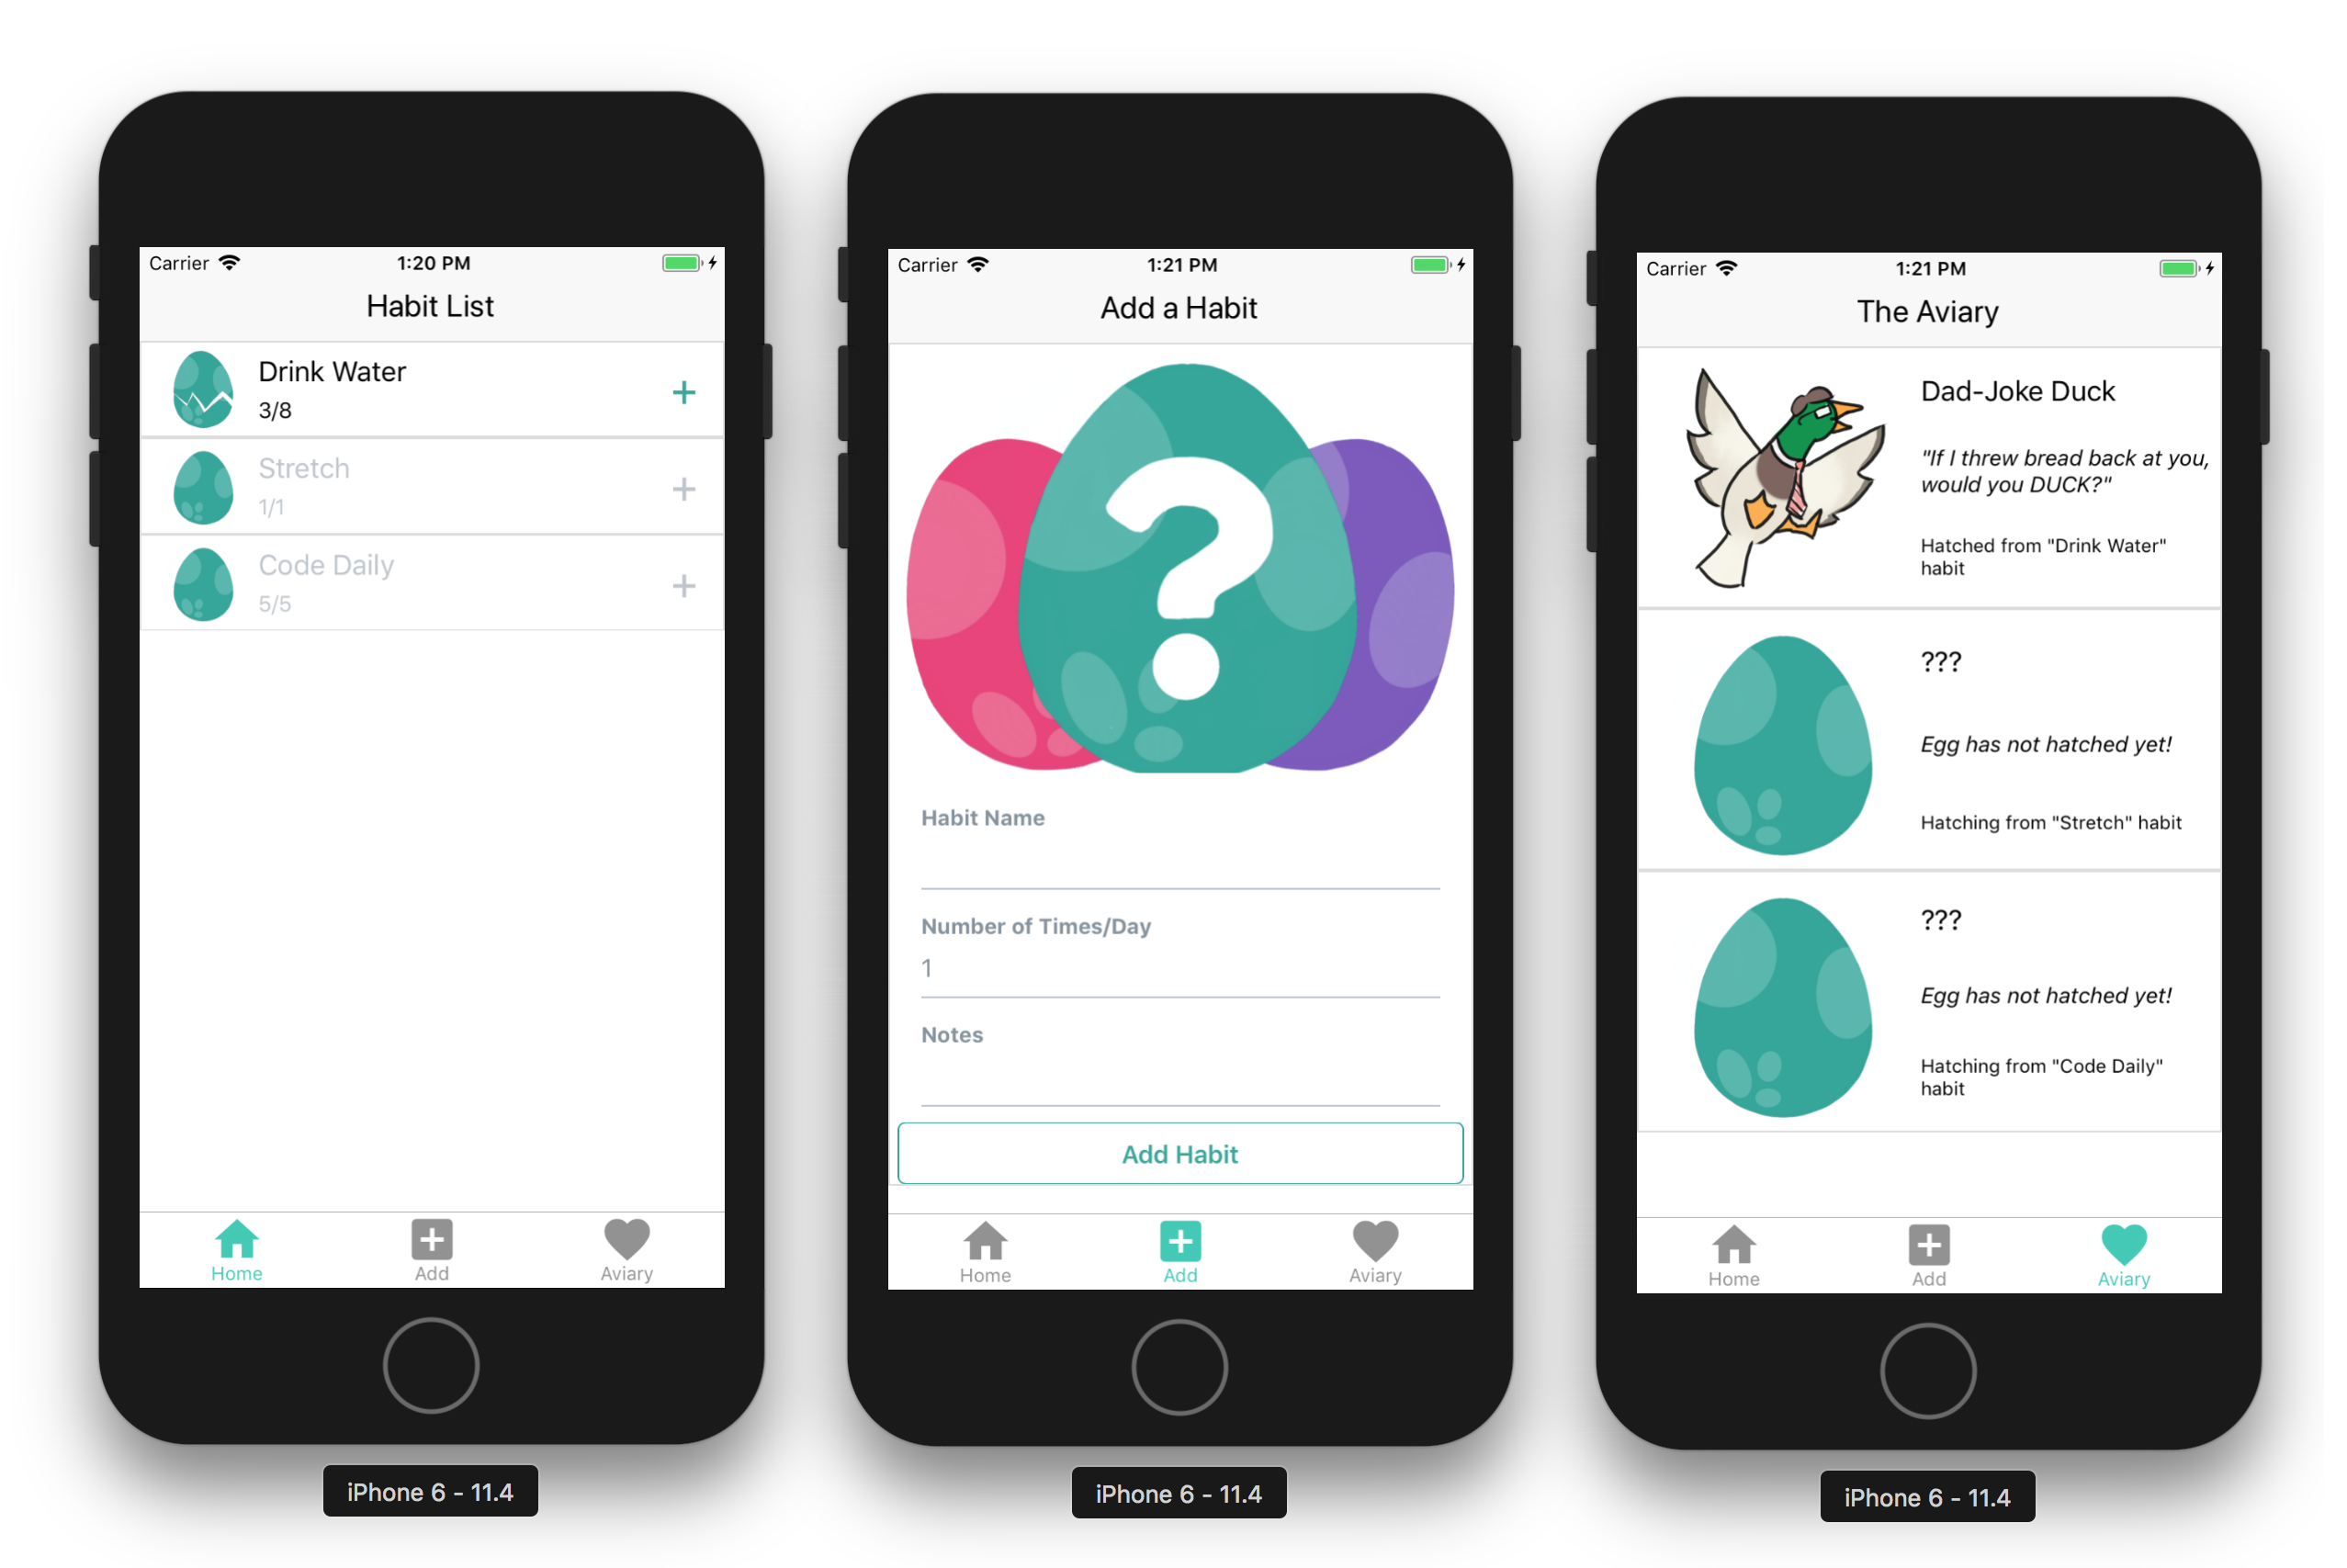 Carrier 1:20 PM
Habit List
Drink Water
3/8
+
Stretch
1/1
+
Code Daily
5/5
+
Home Add Aviary
iPhone 6 - 11.4
Carrier 1:21 PM
Add a Habit
?
Habit Name
Number of Times/Day
1
Notes
Add Habit
Home Add Aviary
iPhone 6 - 11.4
Carrier 1:21 PM
The Aviary
Dad-Joke Duck
"If I threw bread back at you,
would you DUCK?"
Hatched from "Drink Water"
habit
???
Egg has not hatched yet!
Hatching from "Stretch" habit
???
Egg has not hatched yet!
Hatching from "Code Daily"
habit
Home Add Aviary
iPhone 6 - 11.4